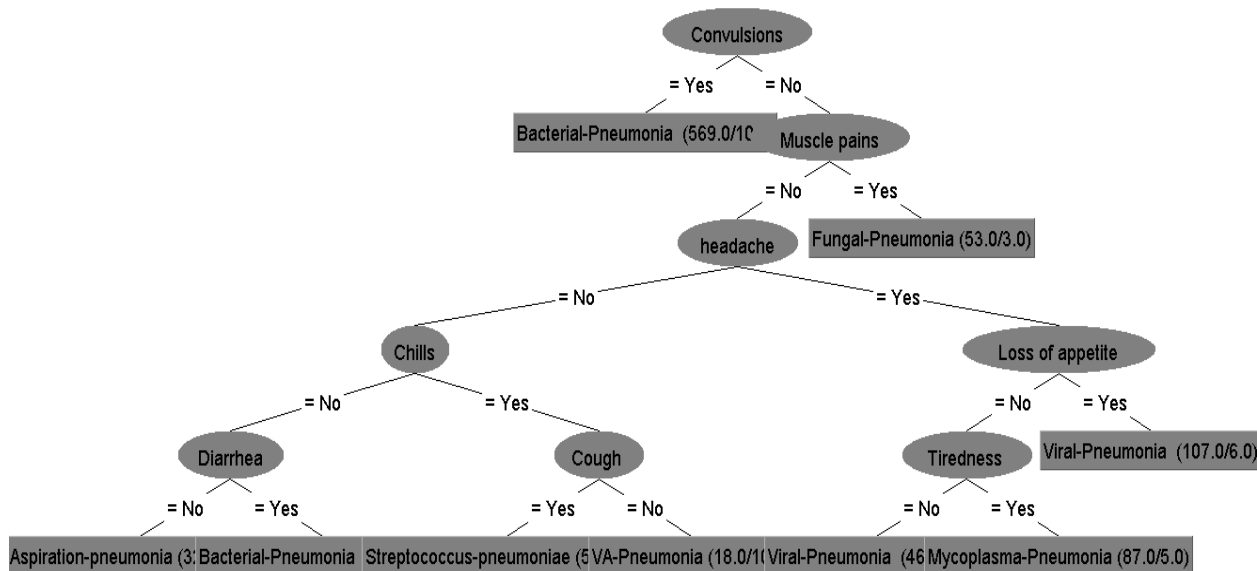 Convulsions
= Yes = No
Bacterial-Pneumonia (569.0/10 Muscle pains
= No = Yes
headache Fungal-Pneumonia (53.0/3.0)
= No = Yes
Chills Loss of appetite
= No = Yes = No = Yes
Diarrhea Cough Tiredness Viral-Pneumonia (107.0/6.0)
= No = Yes = Yes = No = No = Yes
Aspiration-pneumonia (32 Bacterial-Pneumonia Streptococcus-pneumoniae (5 VA-Pneumonia (18.0/10 Viral-Pneumonia (46 Mycoplasma-Pneumonia (87.0/5.0)